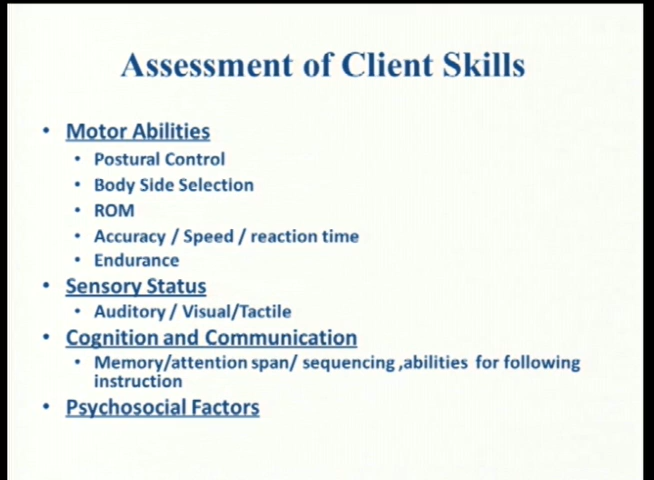 Assessment of Client Skills
• Motor Abilities
• Postural Control
• Body Side Selection
• ROM
• Accuracy / Speed / reaction time
• Endurance
• Sensory Status
• Auditory / Visual/Tactile
• Cognition and Communication
• Memory/attention span/ sequencing ,abilities for following
instruction
• Psychosocial Factors